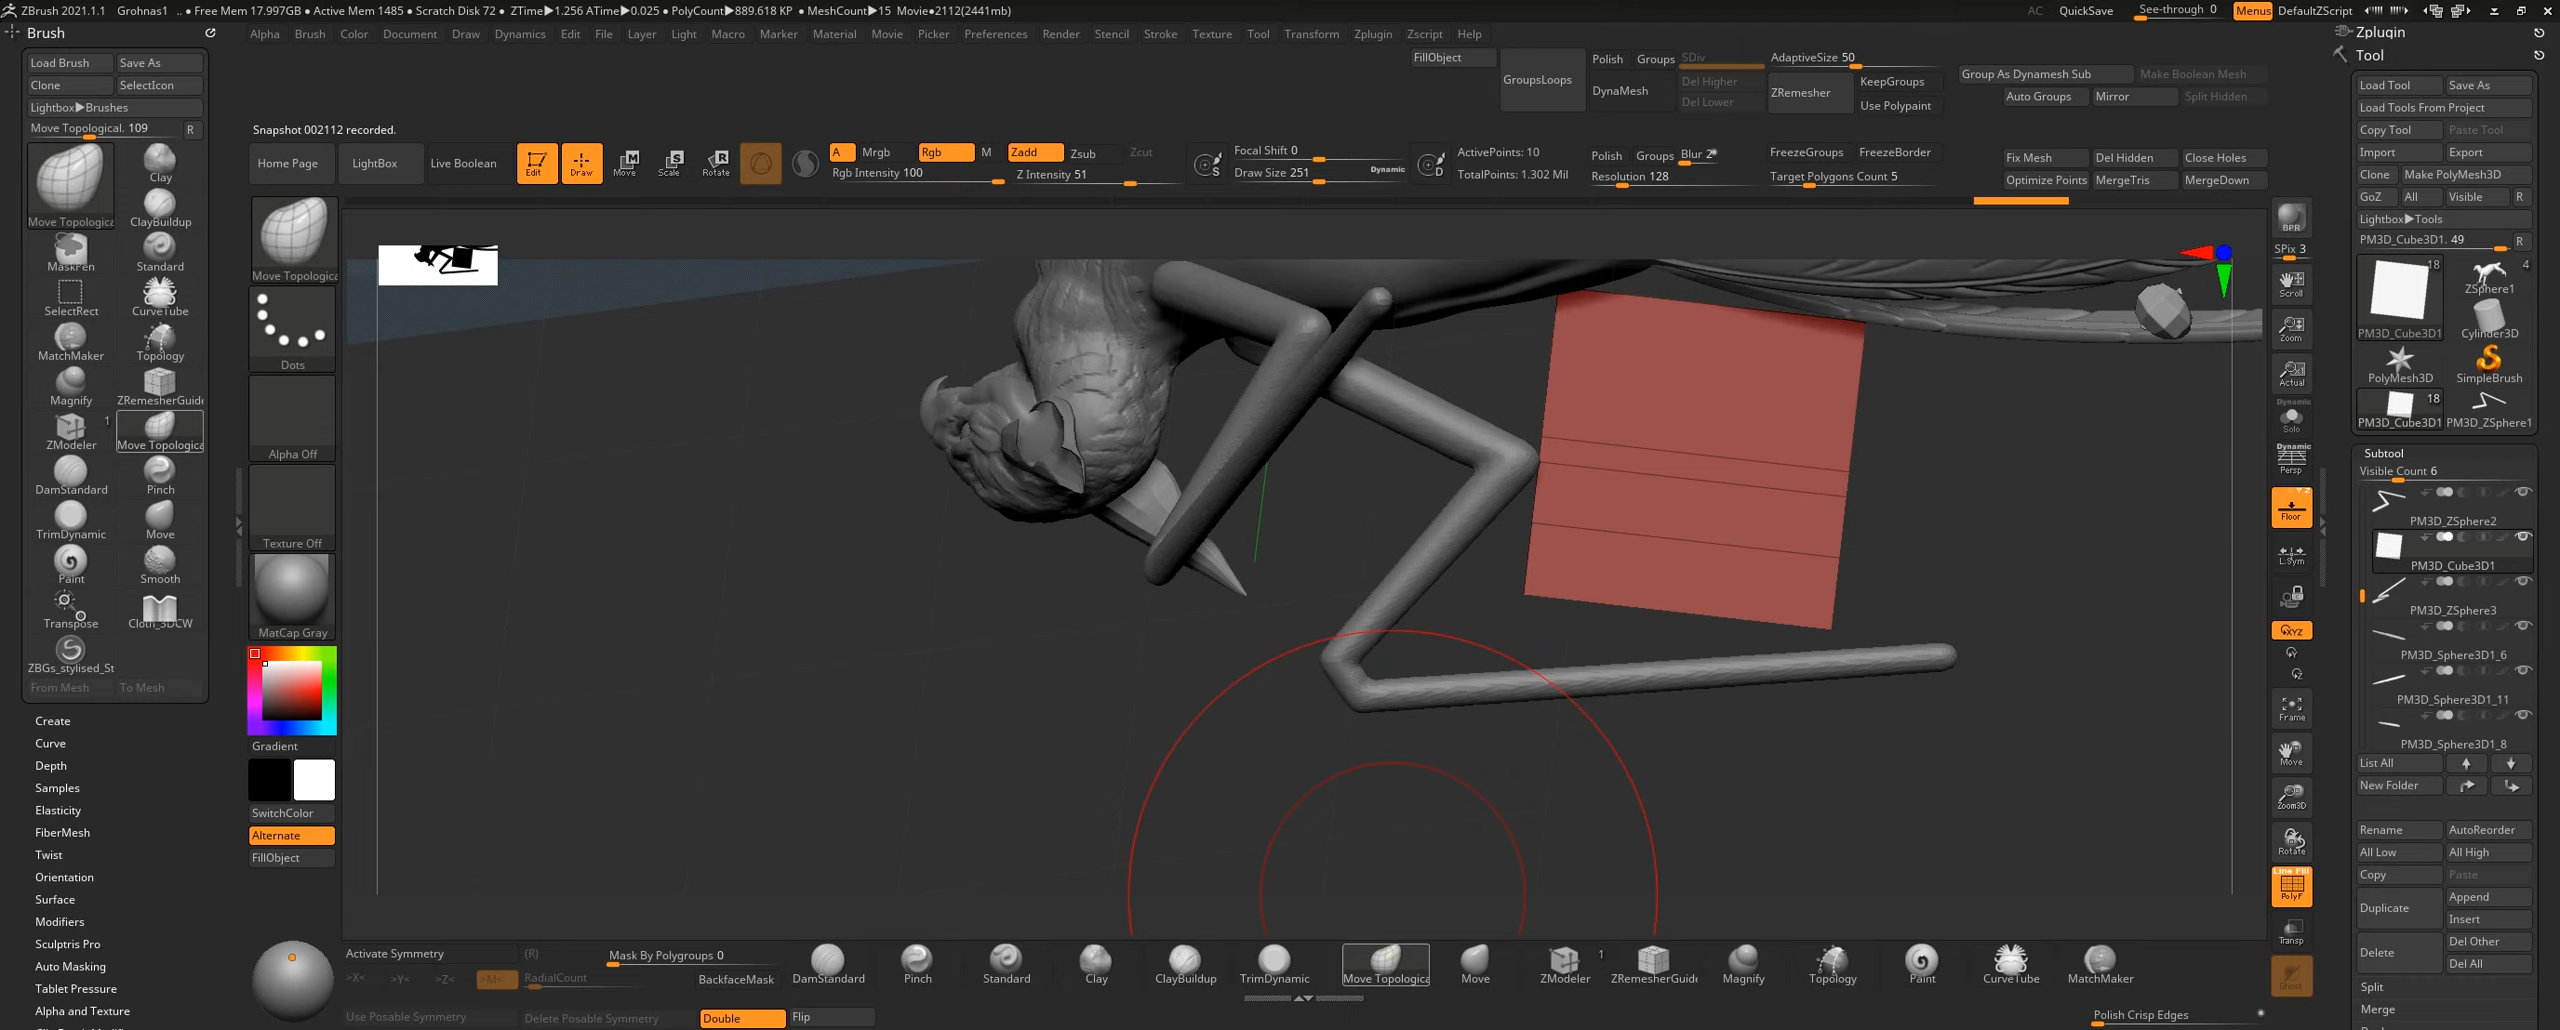 ZBrush 2021.1.1 Grohnas1 .. • Free Mem 17.997GB • Active Mem 1485 • Scratch Disk 72 • ZTime▶1.256 ATime▶0.025 • PolyCount▶889.618 KP • MeshCount▶15 Movie●2112(2441mb) AC QuickSave See-through 0 Menus DefaultZScript
Brush
Alpha Brush Color Document Draw Dynamics Edit File Layer Light Macro Marker Material Movie Picker Preferences Render Stencil Stroke Texture Tool Transform Zplugin Zscript Help
Load Brush Save As
Clone SelectIcon
Lightbox▶Brushes
Move Topological. 109 R
Move Topologica
Clay
ClayBuildup
MaskPen Standard
SelectRect CurveTube
MatchMaker Topology
Magnify ZRemesherGuide
1
ZModeler Move Topologica
DamStandard Pinch
TrimDynamic Move
Paint Smooth
Transpose Cloth_3DCW
ZBGs_stylised_St
From Mesh To Mesh
Create
Curve
Depth
Samples
Elasticity
FiberMesh
Twist
Orientation
Surface
Modifiers
Sculptris Pro
Auto Masking
Tablet Pressure
Alpha and Texture
FillObject
GroupsLoops
Polish Groups
DynaMesh
SDiv
Del Higher
Del Lower
AdaptiveSize 50
ZRemesher
KeepGroups
Use Polypaint
Group As Dynamesh Sub Make Boolean Mesh
Auto Groups Mirror Split Hidden
Snapshot 002112 recorded.
Home Page LightBox Live Boolean
Edit Draw Move Scale Rotate
A Mrgb Rgb M Zadd Zsub Zcut
Rgb Intensity 100 Z Intensity 51
S
Focal Shift 0
Draw Size 251 Dynamic
D
ActivePoints: 10
TotalPoints: 1.302 Mil
Polish Groups Blur 2
Resolution 128
FreezeGroups FreezeBorder
Target Polygons Count 5
Fix Mesh Del Hidden Close Holes
Optimize Points MergeTris MergeDown
Move Topologica
Dots
Alpha Off
Texture Off
MatCap Gray
Gradient
SwitchColor
Alternate
FillObject
BPR
SPix 3
Scroll
Zoom
Actual
Dynamic
Solo
Dynamic
Persp
Floor
L.Sym
XYZ
Y
Z
Frame
Move
Zoom3D
Rotate
Line Fill
PolyF
Transp
Ghost
Zplugin
Tool
Load Tool Save As
Load Tools From Project
Copy Tool Paste Tool
Import Export
Clone Make PolyMesh3D
GoZ All Visible R
Lightbox▶Tools
PM3D_Cube3D1. 49 R
18 4
ZSphere1
PM3D_Cube3D1 Cylinder3D
PolyMesh3D SimpleBrush
18
PM3D_Cube3D1 PM3D_ZSphere1
Subtool
Visible Count 6
PM3D_ZSphere2
PM3D_Cube3D1
PM3D_ZSphere3
PM3D_Sphere3D1_6
PM3D_Sphere3D1_11
PM3D_Sphere3D1_8
List All
New Folder
Rename AutoReorder
All Low All High
Copy Paste
Duplicate Append
Insert
Delete Del Other
Del All
Split
Merge
Activate Symmetry (R)
>X< >Y< >Z< >M< RadialCount
Use Posable Symmetry Delete Posable Symmetry
Mask By Polygroups 0
BackfaceMask
Double Flip
DamStandard Pinch Standard Clay ClayBuildup TrimDynamic Move Topologica Move ZModeler 1 ZRemesherGuide Magnify Topology Paint CurveTube MatchMaker
Polish Crisp Edges